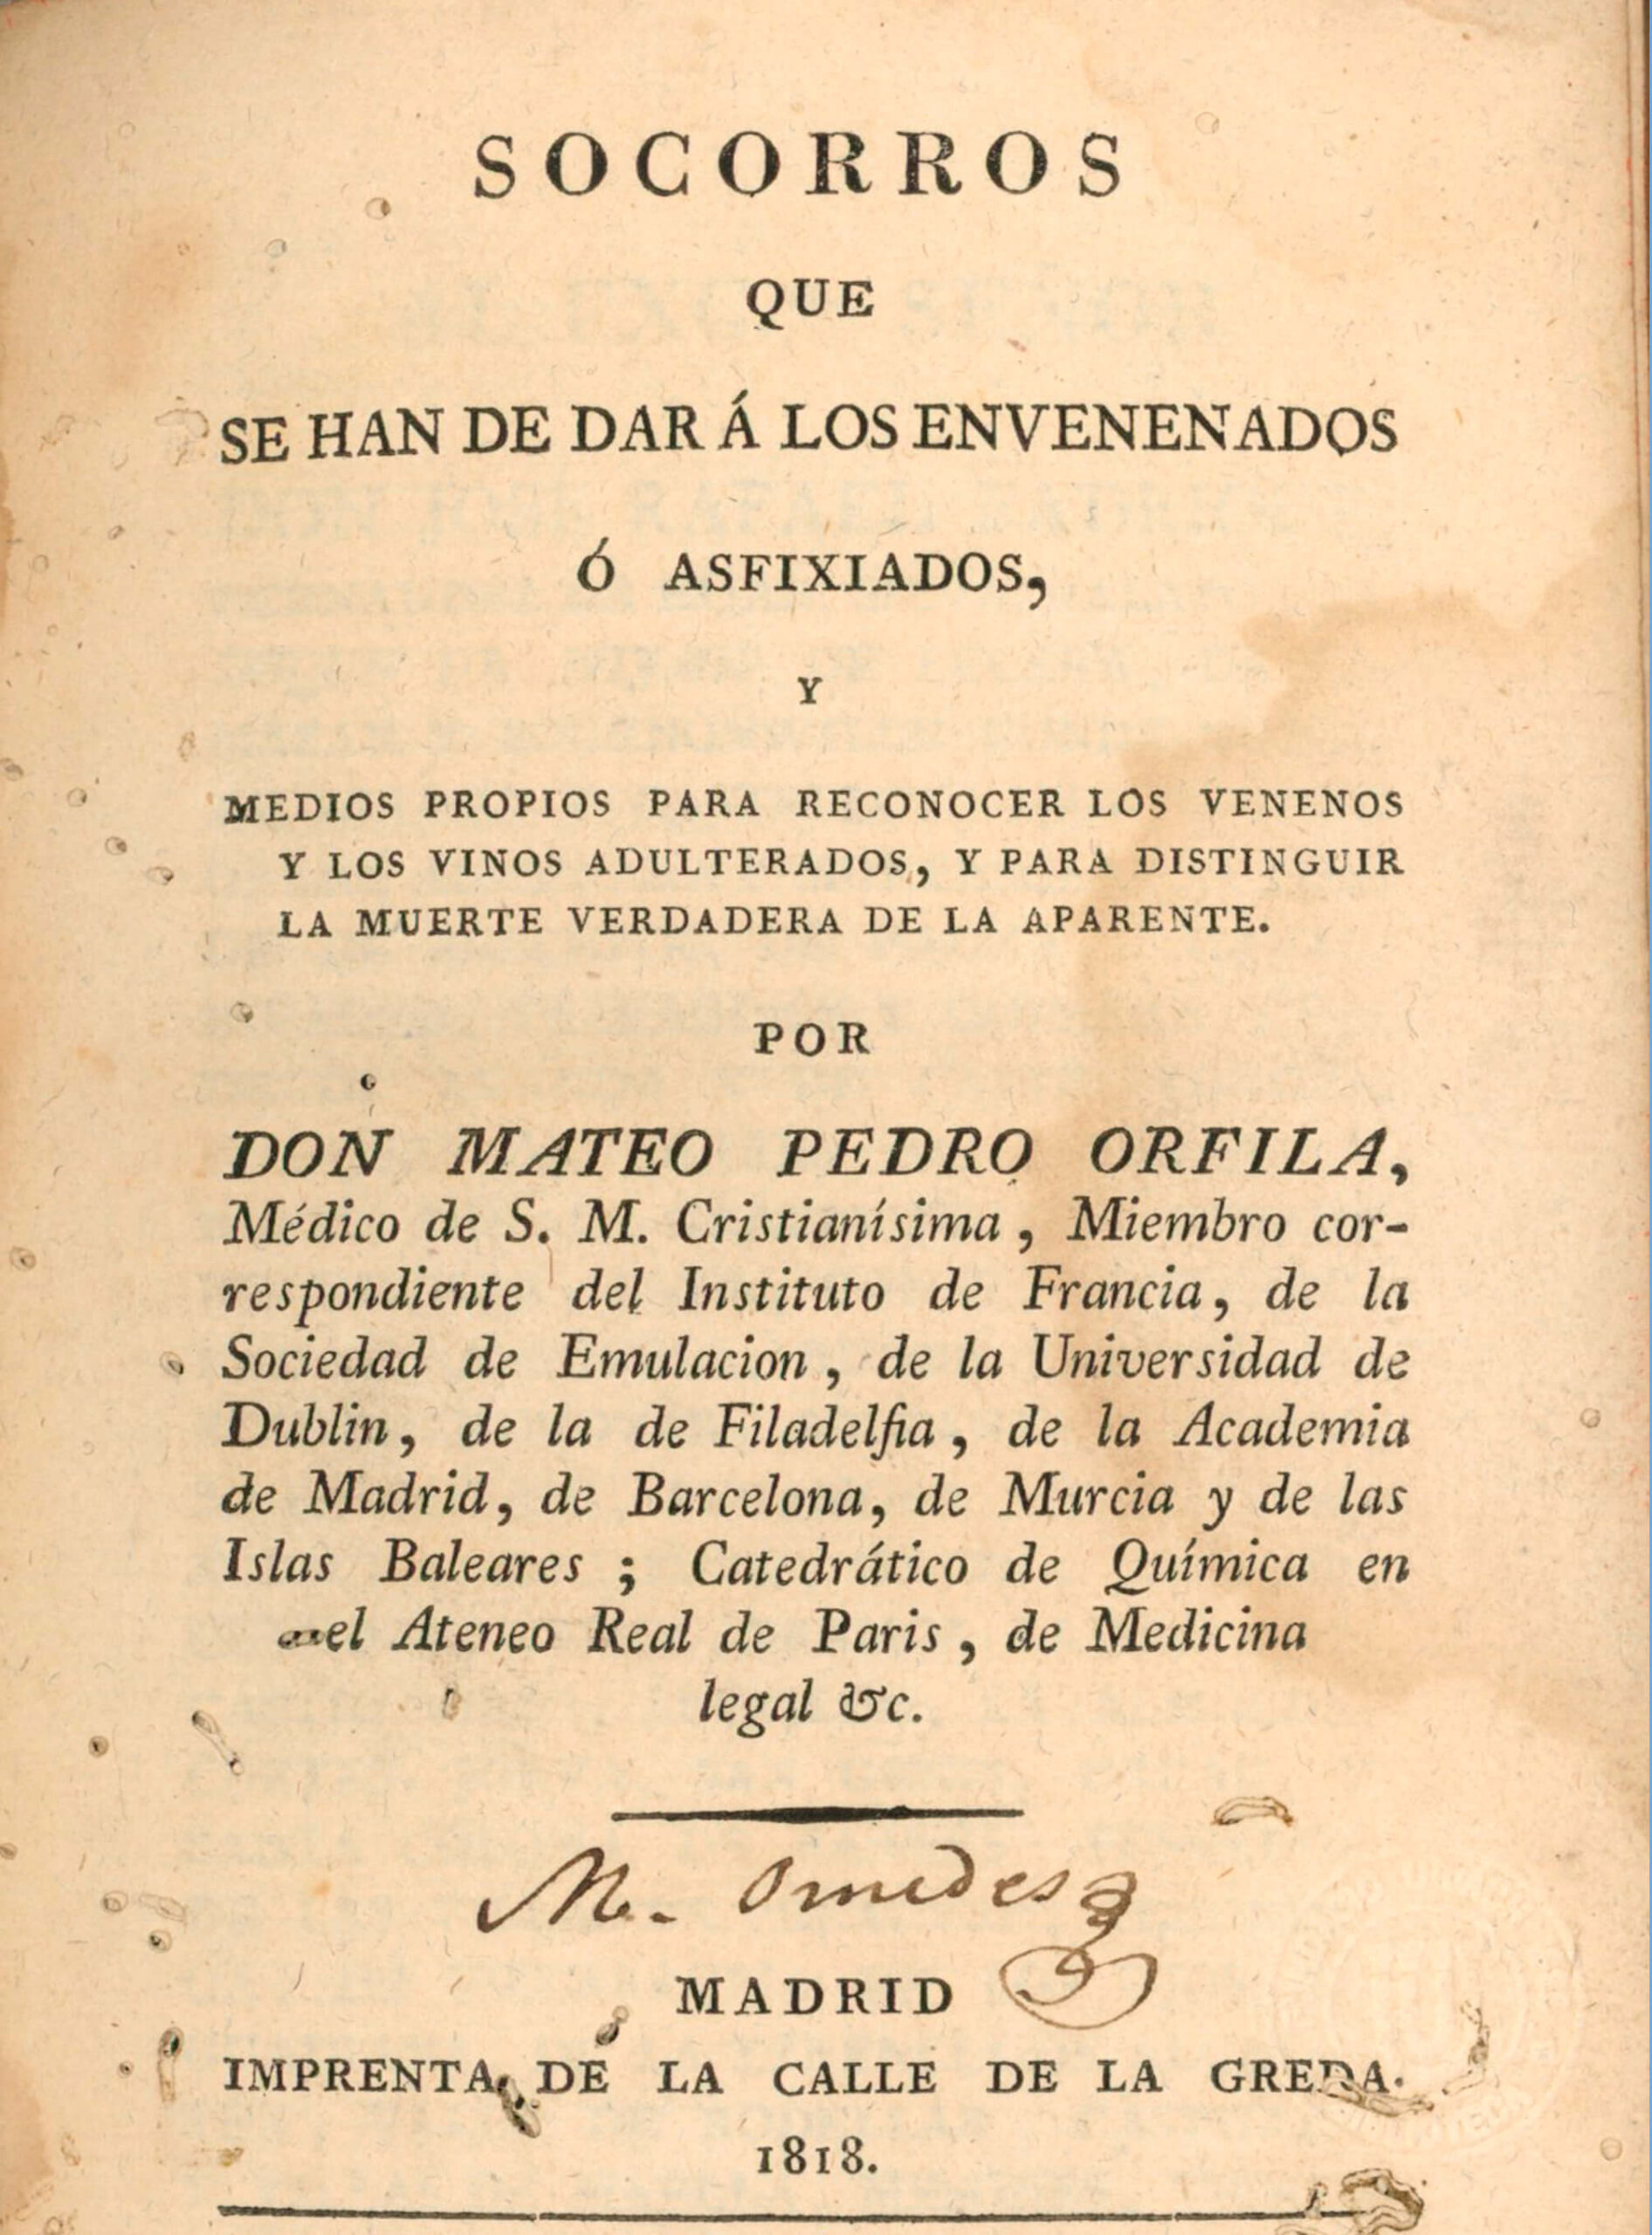 SOCORROS
QUE
SE HAN DE DAR Á LOS ENVENENADOS
Ó ASFIXIADOS,
Y
MEDIOS PROPIOS PARA RECONOCER LOS VENENOS
Y LOS VINOS ADULTERADOS, Y PARA DISTINGUIR
LA MUERTE VERDADERA DE LA APARENTE.
POR
DON MATEO PEDRO ORFILA,
Médico de S. M. Cristianísima, Miembro cor-
respondiente del Instituto de Francia, de la
Sociedad de Emulacion, de la Universidad de
Dublin, de la de Filadelfia, de la Academia
de Madrid, de Barcelona, de Murcia y de las
Islas Baleares; Catedrático de Química en
el Ateneo Real de Paris, de Medicina
legal &c.
M. Omedes
MADRID
IMPRENTA DE LA CALLE DE LA GREDA.
1818.